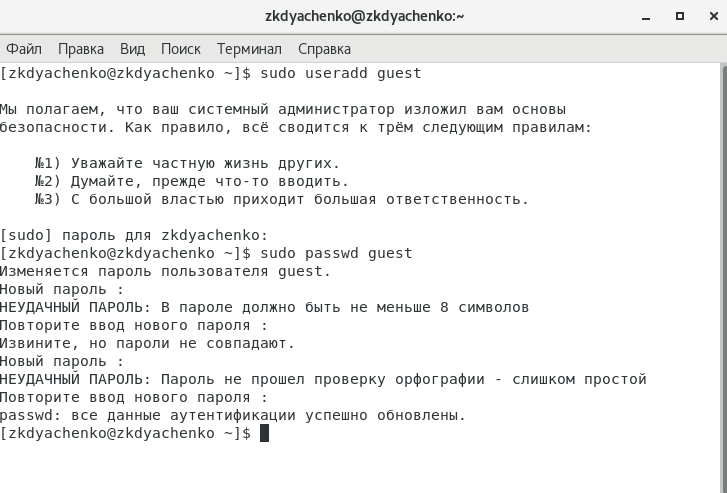 zkdyachenko@zkdyachenko:~
Файл Правка Вид Поиск Терминал Справка
[zkdyachenko@zkdyachenko ~]$ sudo useradd guest
Мы полагаем, что ваш системный администратор изложил вам основы
безопасности. Как правило, всё сводится к трём следующим правилам:
№1) Уважайте частную жизнь других.
№2) Думайте, прежде что-то вводить.
№3) С большой властью приходит большая ответственность.
[sudo] пароль для zkdyachenko:
[zkdyachenko@zkdyachenko ~]$ sudo passwd guest
Изменяется пароль пользователя guest.
Новый пароль :
НЕУДАЧНЫЙ ПАРОЛЬ: В пароле должно быть не меньше 8 символов
Повторите ввод нового пароля :
Извините, но пароли не совпадают.
Новый пароль :
НЕУДАЧНЫЙ ПАРОЛЬ: Пароль не прошел проверку орфографии - слишком простой
Повторите ввод нового пароля :
passwd: все данные аутентификации успешно обновлены.
[zkdyachenko@zkdyachenko ~]$